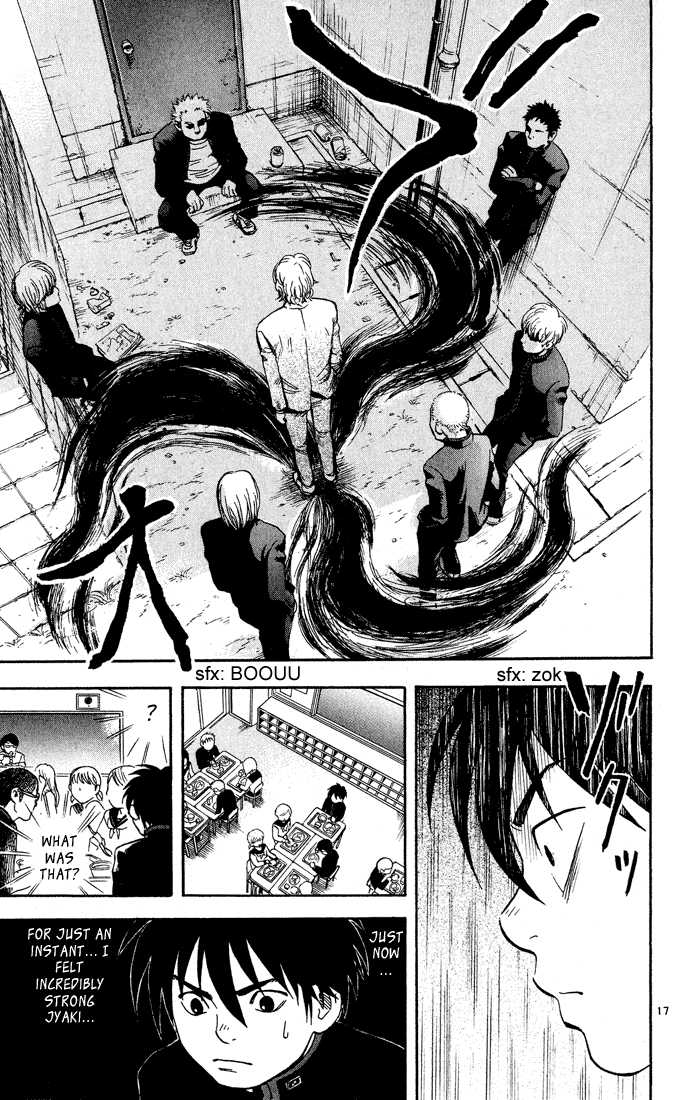 ブ
オ
sfx: BOOUU
sfx: zok
ゾクッ
?
WHAT
WAS
THAT?
JUST
NOW
...
FOR JUST AN
INSTANT... I
FELT
INCREDIBLY
STRONG
JYAKI...
17